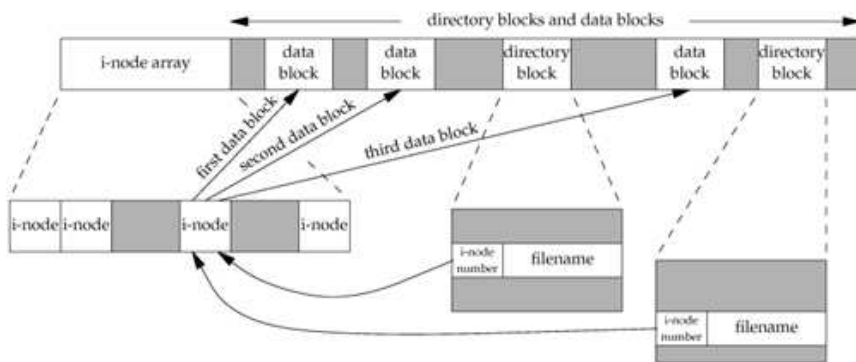 directory blocks and data blocks
i-node array
data
block
data
block
directory
block
data
block
directory
block
first data block
second data block
third data block
i-node
i-node
i-node
i-node
i-node
number
filename
i-node
number
filename